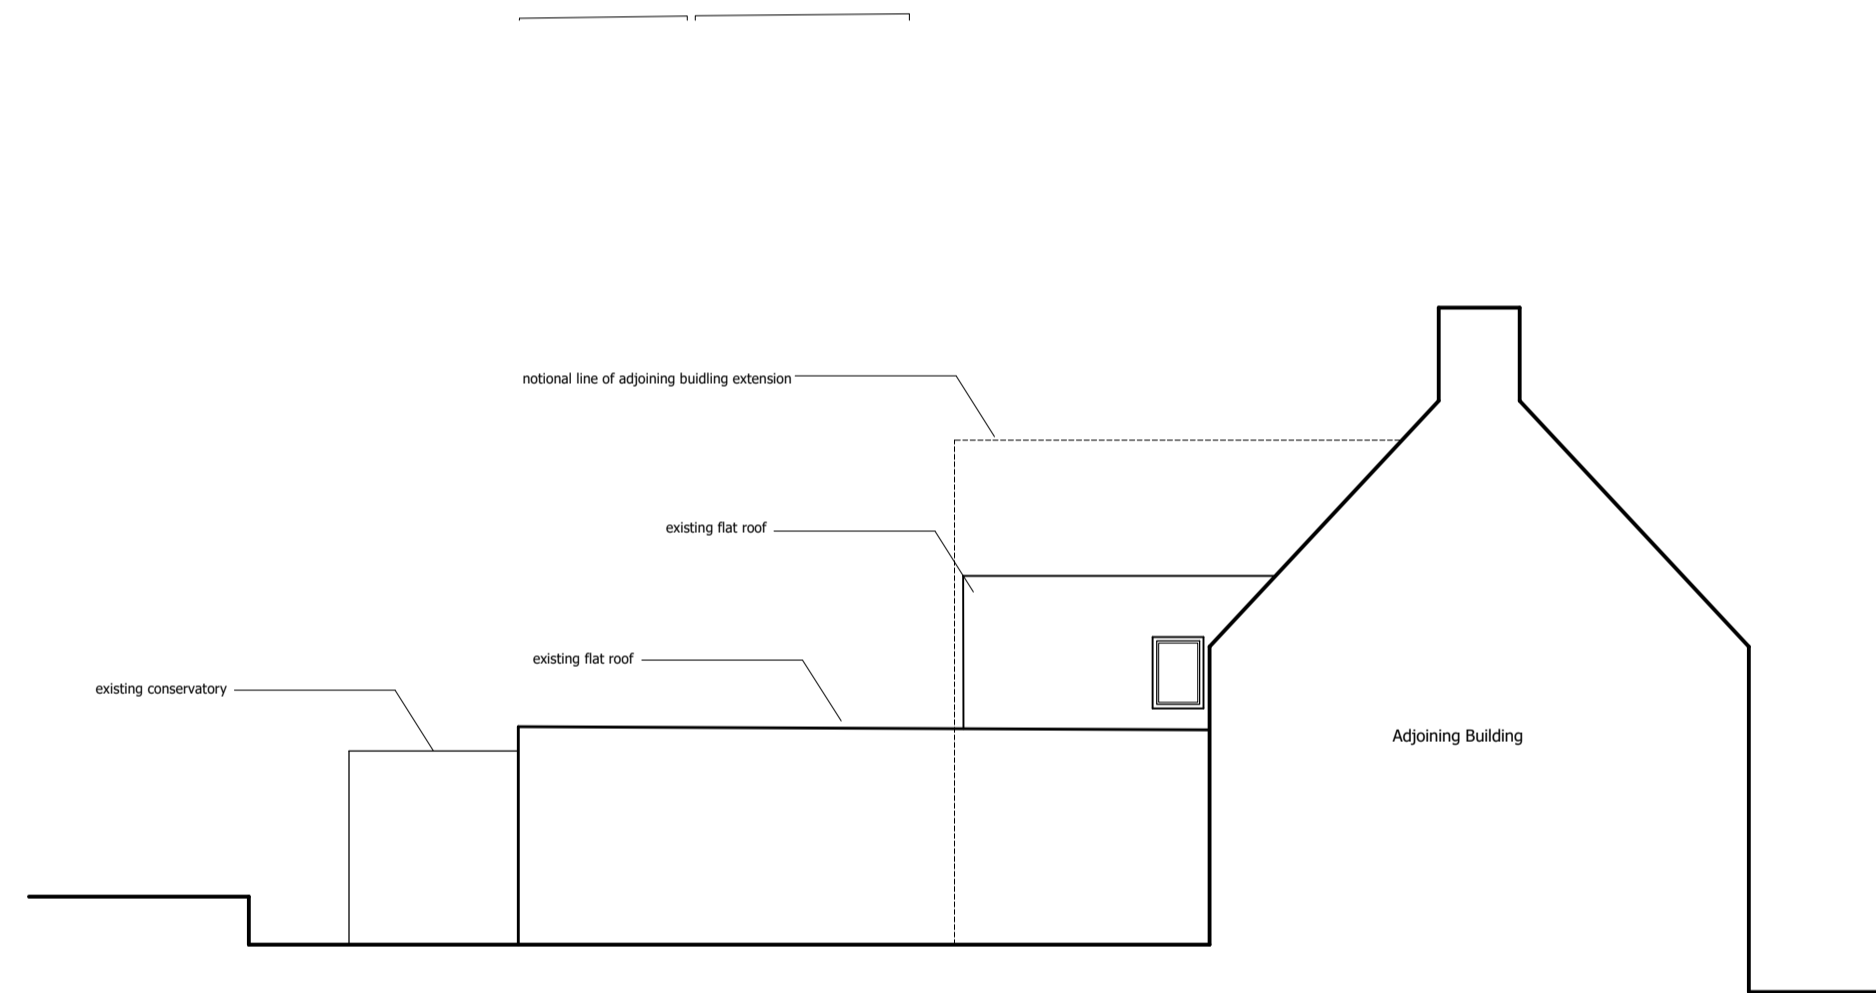 notional line of adjoining buidling extension
existing flat roof
existing flat roof
existing conservatory
Adjoining Building